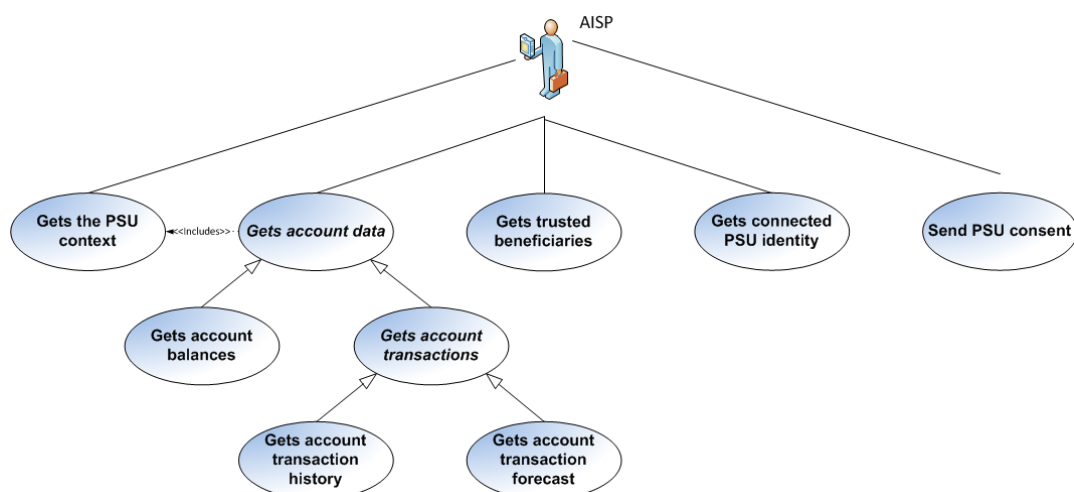 AISP
Gets the PSU
context
<<Includes>>
Gets account data
Gets trusted
beneficiaries
Gets connected
PSU identity
Send PSU consent
Gets account
balances
Gets account
transactions
Gets account
transaction
history
Gets account
transaction
forecast